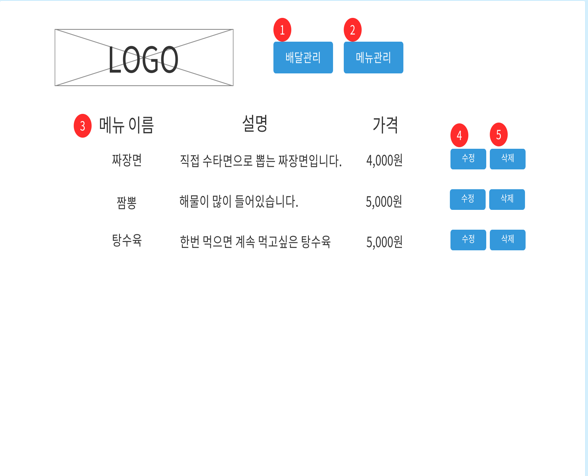 LOGO
1
배달관리
2
메뉴관리
3 메뉴 이름 설명 가격
4 5
짜장면 직접 수타면으로 뽑는 짜장면입니다. 4,000원 수정 삭제
짬뽕 해물이 많이 들어있습니다. 5,000원 수정 삭제
탕수육 한번 먹으면 계속 먹고싶은 탕수육 5,000원 수정 삭제